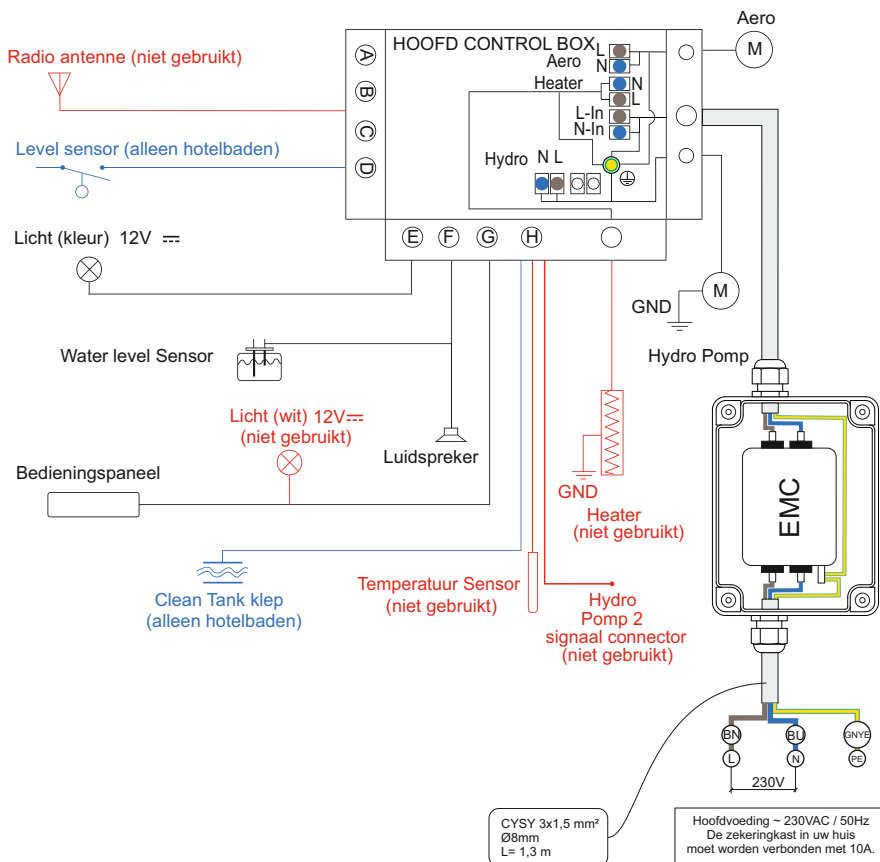 Aero
M
HOOFD CONTROL BOX
L
Aero
N
Heater
N
L
L-In
N-In
Hydro N L
A
B
C
D
Radio antenne (niet gebruikt)
Level sensor (alleen hotelbaden)
Licht (kleur) 12V
E
F
G
H
M
GND
Hydro Pomp
Water level Sensor
Licht (wit) 12V
(niet gebruikt)
Luidspreker
Bedieningspaneel
GND
Heater
(niet gebruikt)
EMC
Clean Tank klep
(alleen hotelbaden)
Temperatuur Sensor
(niet gebruikt)
Hydro
Pomp 2
signaal connector
(niet gebruikt)
BN
BU
GNYE
L
N
PE
230V
CYSY 3x1,5 mm²
Ø8mm
L= 1,3 m
Hoofdvoeding ~ 230VAC / 50Hz
De zekeringkast in uw huis
moet worden verbonden met 10A.